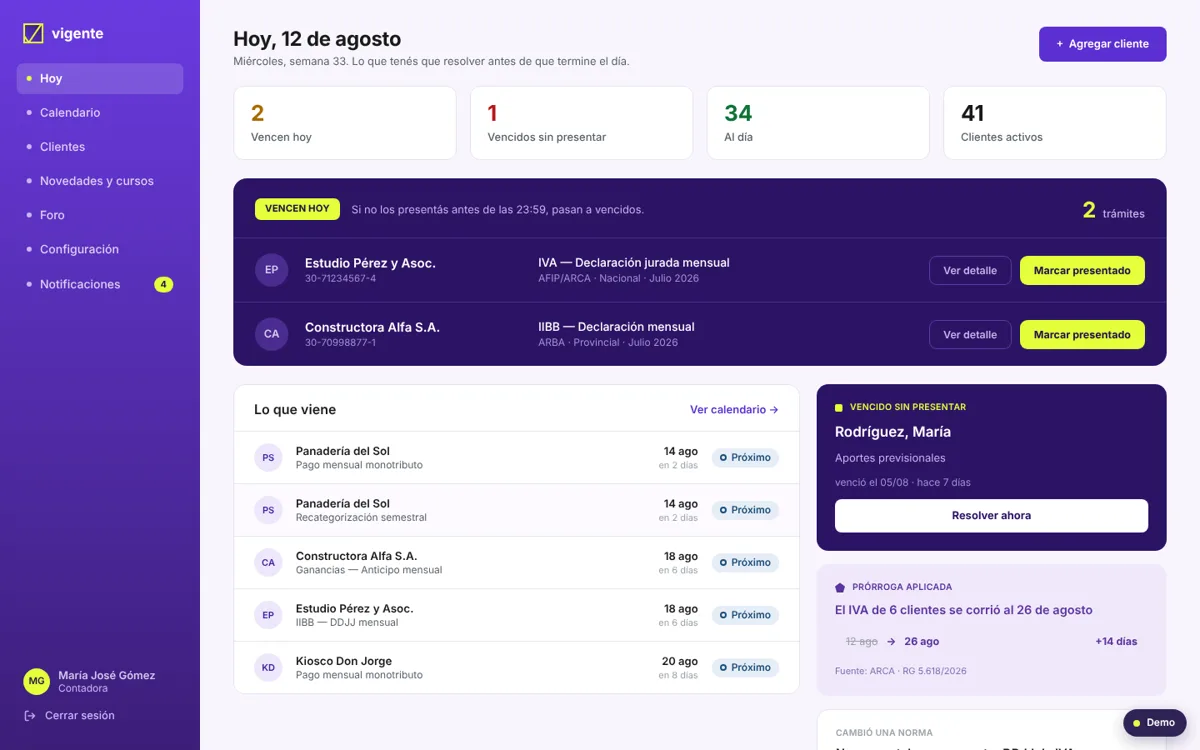 vigente
Hoy
Calendario
Clientes
Novedades y cursos
Foro
Configuración
Notificaciones 4
MG María José Gómez
Contadora
Cerrar sesión
Hoy, 12 de agosto
Miércoles, semana 33. Lo que tenés que resolver antes de que termine el día.
+ Agregar cliente
2
Vencen hoy
1
Vencidos sin presentar
34
Al día
41
Clientes activos
VENCEN HOY Si no los presentás antes de las 23:59, pasan a vencidos. 2 trámites
EP Estudio Pérez y Asoc.
30-71234567-4
IVA — Declaración jurada mensual
AFIP/ARCA · Nacional · Julio 2026
Ver detalle Marcar presentado
CA Constructora Alfa S.A.
30-70998877-1
IIBB — Declaración mensual
ARBA · Provincial · Julio 2026
Ver detalle Marcar presentado
Lo que viene Ver calendario →
PS Panadería del Sol
Pago mensual monotributo
14 ago
en 2 días
Próximo
PS Panadería del Sol
Recategorización semestral
14 ago
en 2 días
Próximo
CA Constructora Alfa S.A.
Ganancias — Anticipo mensual
18 ago
en 6 días
Próximo
EP Estudio Pérez y Asoc.
IIBB — DDJJ mensual
18 ago
en 6 días
Próximo
KD Kiosco Don Jorge
Pago mensual monotributo
20 ago
en 8 días
Próximo
VENCIDO SIN PRESENTAR
Rodríguez, María
Aportes previsionales
venció el 05/08 · hace 7 días
Resolver ahora
PRÓRROGA APLICADA
El IVA de 6 clientes se corrió al 26 de agosto
12 ago → 26 ago +14 días
Fuente: ARCA · RG 5.618/2026
CAMBIÓ UNA NORMA
Demo